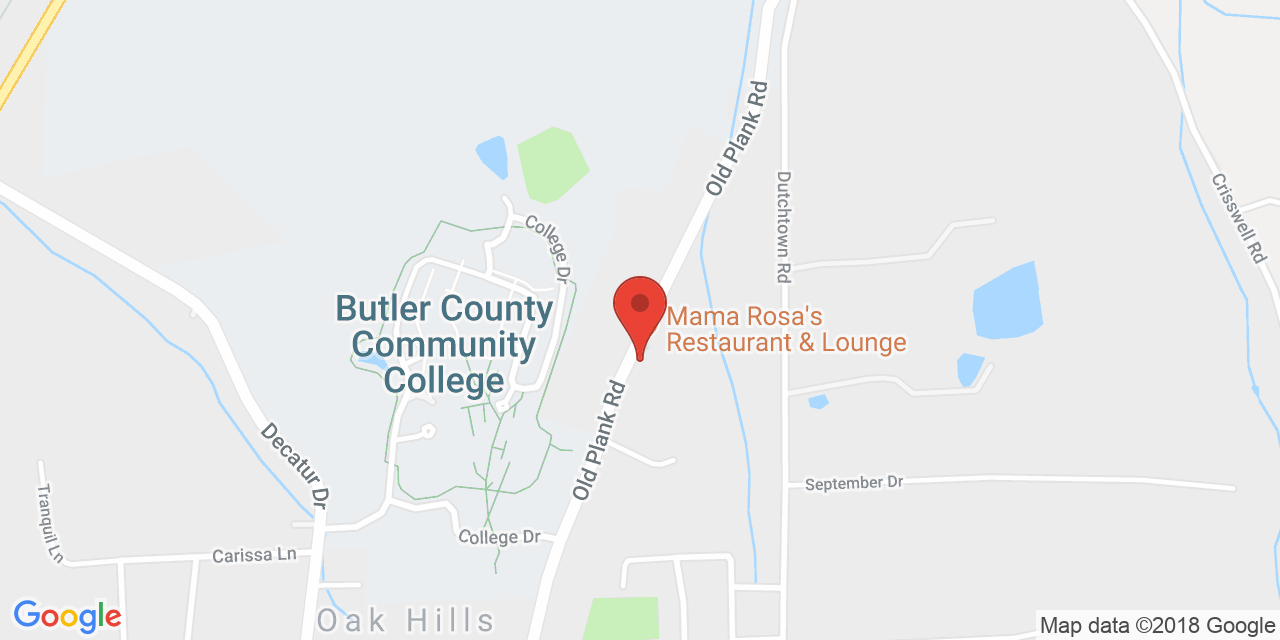 Old Plank Rd
Dutchtown Rd
Crisswell Rd
College Dr
Butler County
Community
College
Mama Rosa's
Restaurant & Lounge
Old Plank Rd
Decatur Dr
September Dr
Tranquil Ln
Carissa Ln
College Dr
Oak Hills
Google
Map data ©2018 Google